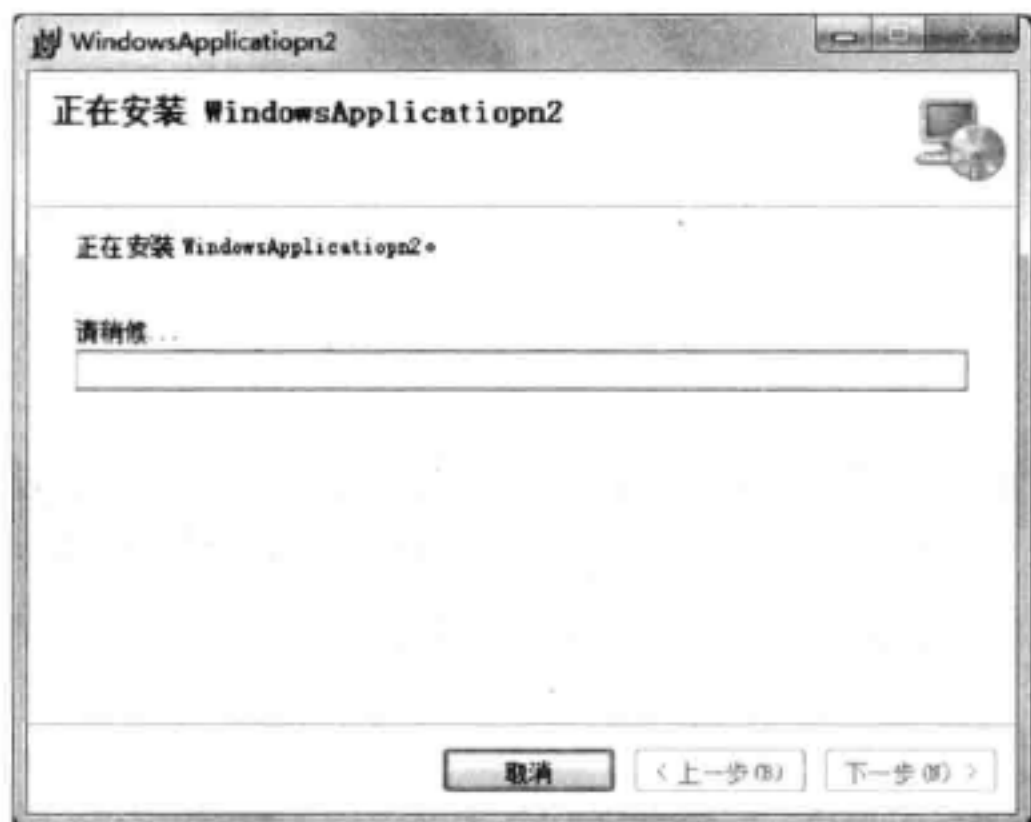 WindowsApplicatiopn2
正在安装 WindowsApplicatiopn2
正在安装 WindowsApplicatiopn2。
请稍候...
取消
< 上一步(B)
下一步(N) >